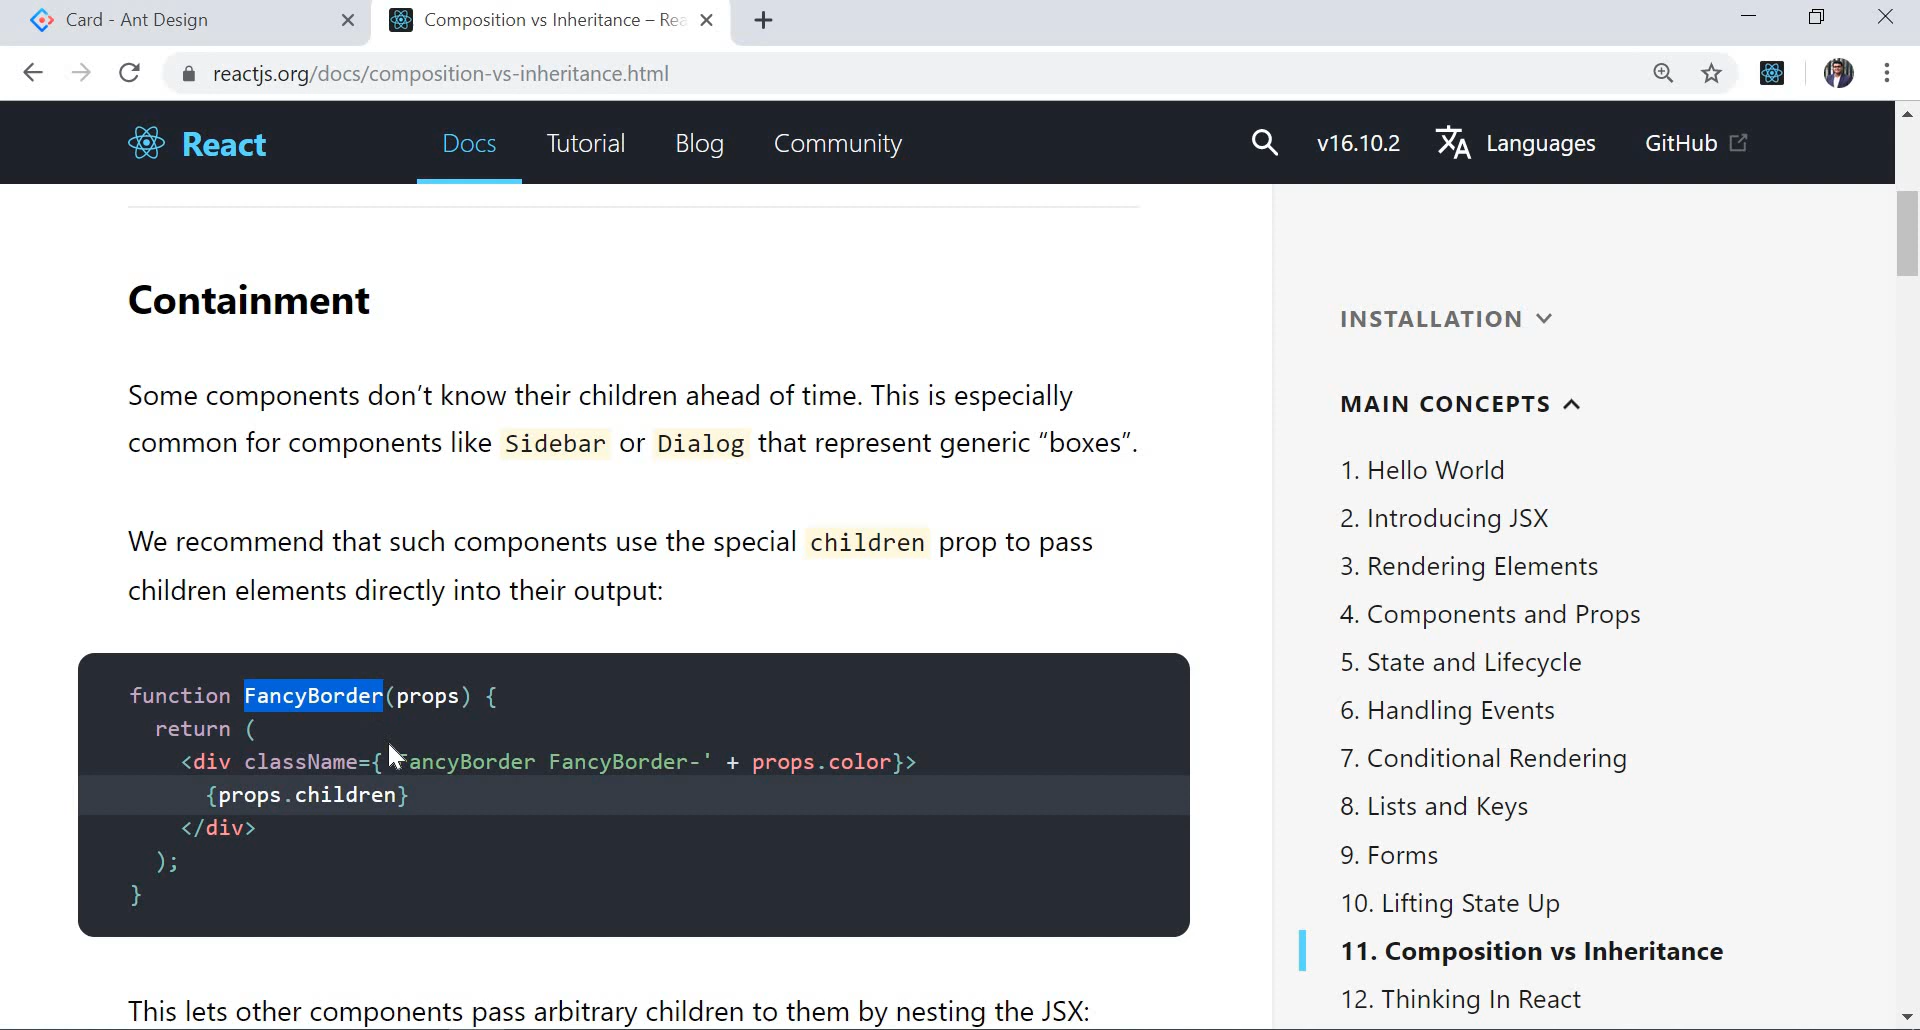 Card - Ant Design
Composition vs Inheritance – Rea
reactjs.org/docs/composition-vs-inheritance.html
React
Docs
Tutorial
Blog
Community
v16.10.2
Languages
GitHub
Containment
Some components don’t know their children ahead of time. This is especially
common for components like Sidebar or Dialog that represent generic “boxes”.
We recommend that such components use the special children prop to pass
children elements directly into their output:
function FancyBorder(props) {
return (
<div className={'FancyBorder FancyBorder-' + props.color}>
{props.children}
</div>
);
}
This lets other components pass arbitrary children to them by nesting the JSX:
INSTALLATION
MAIN CONCEPTS
1. Hello World
2. Introducing JSX
3. Rendering Elements
4. Components and Props
5. State and Lifecycle
6. Handling Events
7. Conditional Rendering
8. Lists and Keys
9. Forms
10. Lifting State Up
11. Composition vs Inheritance
12. Thinking In React